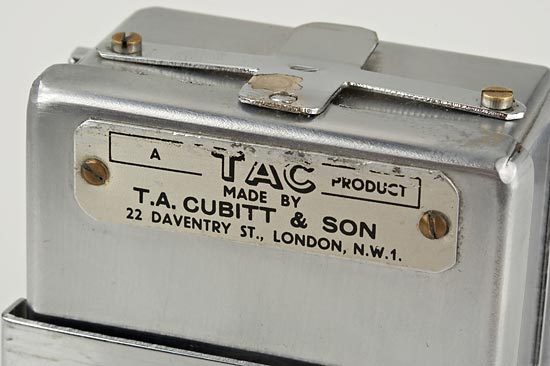 A TAC PRODUCT
MADE BY
T.A. CUBITT & SON
22 DAVENTRY ST., LONDON, N.W.1.